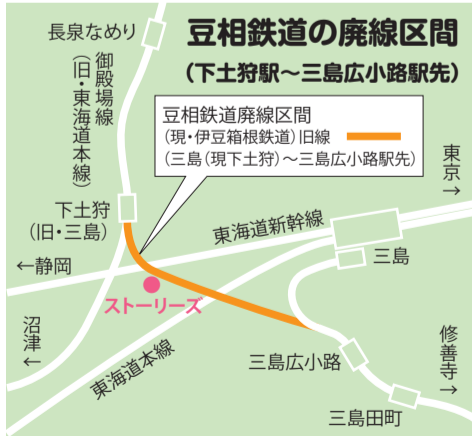 豆相鉄道の廃線区間
(下土狩駅～三島広小路駅先)
長泉なめり
御殿場線
(旧・東海道本線)
豆相鉄道廃線区間
(現・伊豆箱根鉄道)旧線
(三島(現下土狩)～三島広小路駅先)
東京→
下土狩
(旧・三島)
東海道新幹線
三島
←静岡
ストーリーズ
沼津←
東海道本線
三島広小路
修善寺→
三島田町